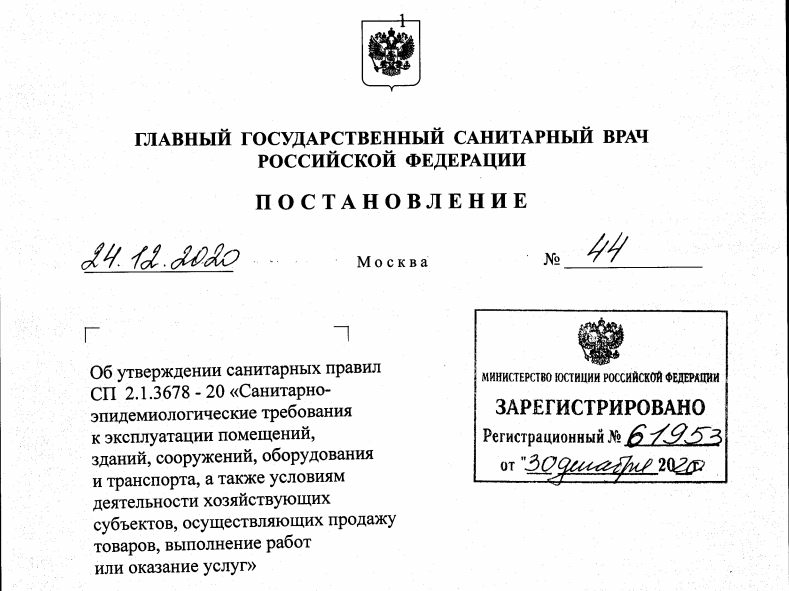 1
ГЛАВНЫЙ ГОСУДАРСТВЕННЫЙ САНИТАРНЫЙ ВРАЧ
РОССИЙСКОЙ ФЕДЕРАЦИИ
ПОСТАНОВЛЕНИЕ
24.12.2020 Москва № 44
Об утверждении санитарных правил
СП 2.1.3678 - 20 «Санитарно-
эпидемиологические требования
к эксплуатации помещений,
зданий, сооружений, оборудования
и транспорта, а также условиям
деятельности хозяйствующих
субъектов, осуществляющих продажу
товаров, выполнение работ
или оказание услуг»
МИНИСТЕРСТВО ЮСТИЦИИ РОССИЙСКОЙ ФЕДЕРАЦИИ
ЗАРЕГИСТРИРОВАНО
Регистрационный № 61953
от "30 декабря 2020 г.